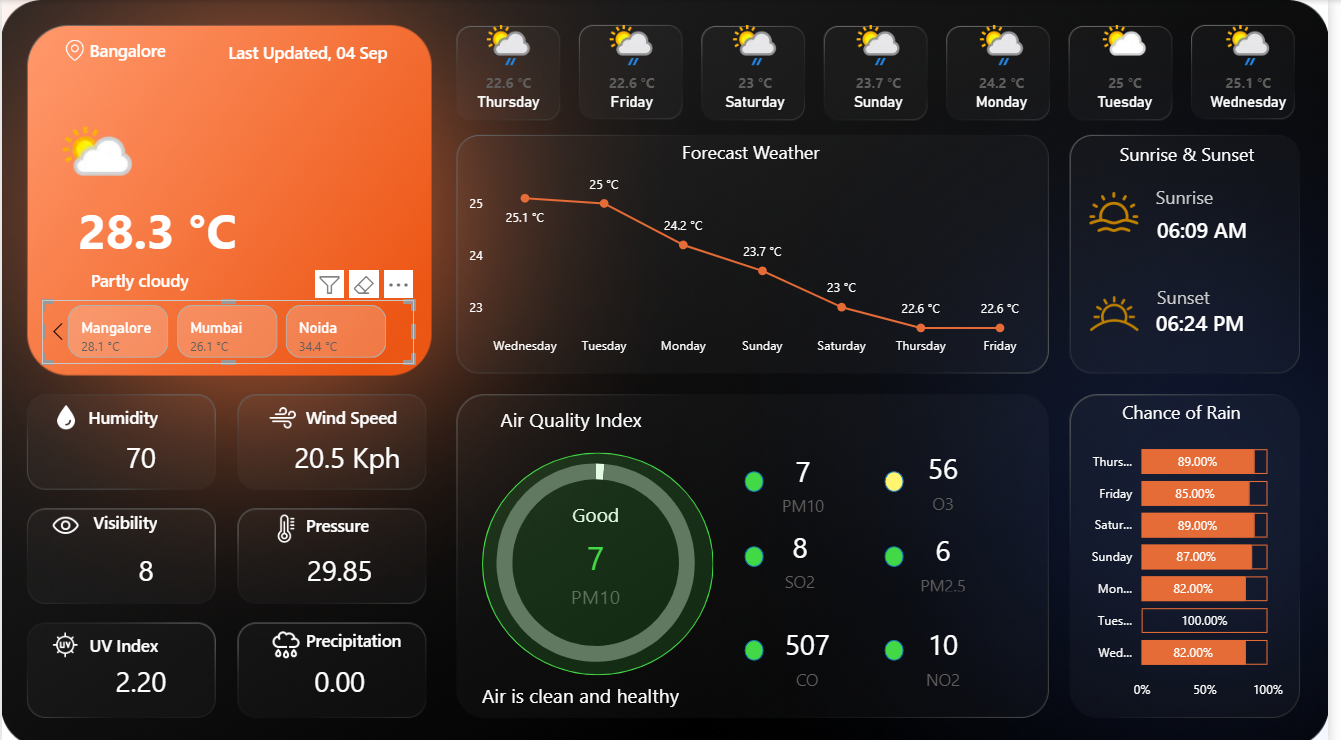 Bangalore
Last Updated, 04 Sep
28.3 °C
Partly cloudy
Mangalore
28.1 °C
Mumbai
26.1 °C
Noida
34.4 °C
22.6 °C
Thursday
22.6 °C
Friday
23 °C
Saturday
23.7 °C
Sunday
24.2 °C
Monday
25 °C
Tuesday
25.1 °C
Wednesday
Forecast Weather
25
24
23
25.1 °C
25 °C
24.2 °C
23.7 °C
23 °C
22.6 °C
22.6 °C
Wednesday
Tuesday
Monday
Sunday
Saturday
Thursday
Friday
Sunrise & Sunset
Sunrise
06:09 AM
Sunset
06:24 PM
Humidity
70
Wind Speed
20.5 Kph
Visibility
8
Pressure
29.85
UV
UV Index
2.20
Precipitation
0.00
Air Quality Index
Good
7
PM10
Air is clean and healthy
7
PM10
56
O3
8
SO2
6
PM2.5
507
CO
10
NO2
Chance of Rain
Thurs... 89.00%
Friday 85.00%
Satur... 89.00%
Sunday 87.00%
Mon... 82.00%
Tues... 100.00%
Wed... 82.00%
0% 50% 100%